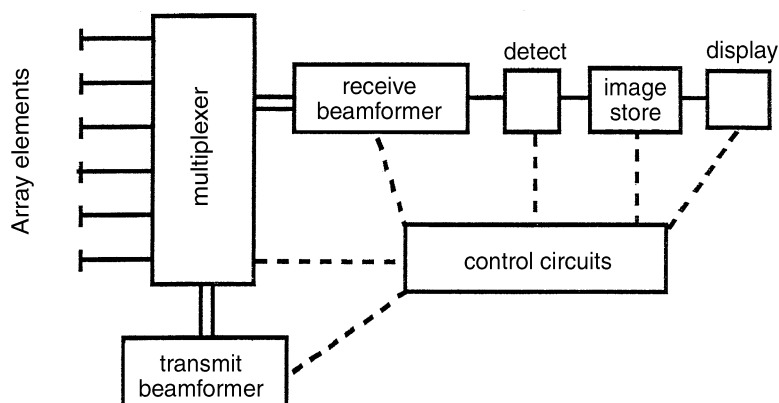 Array elements
multiplexer
receive
beamformer
detect
image
store
display
control circuits
transmit
beamformer